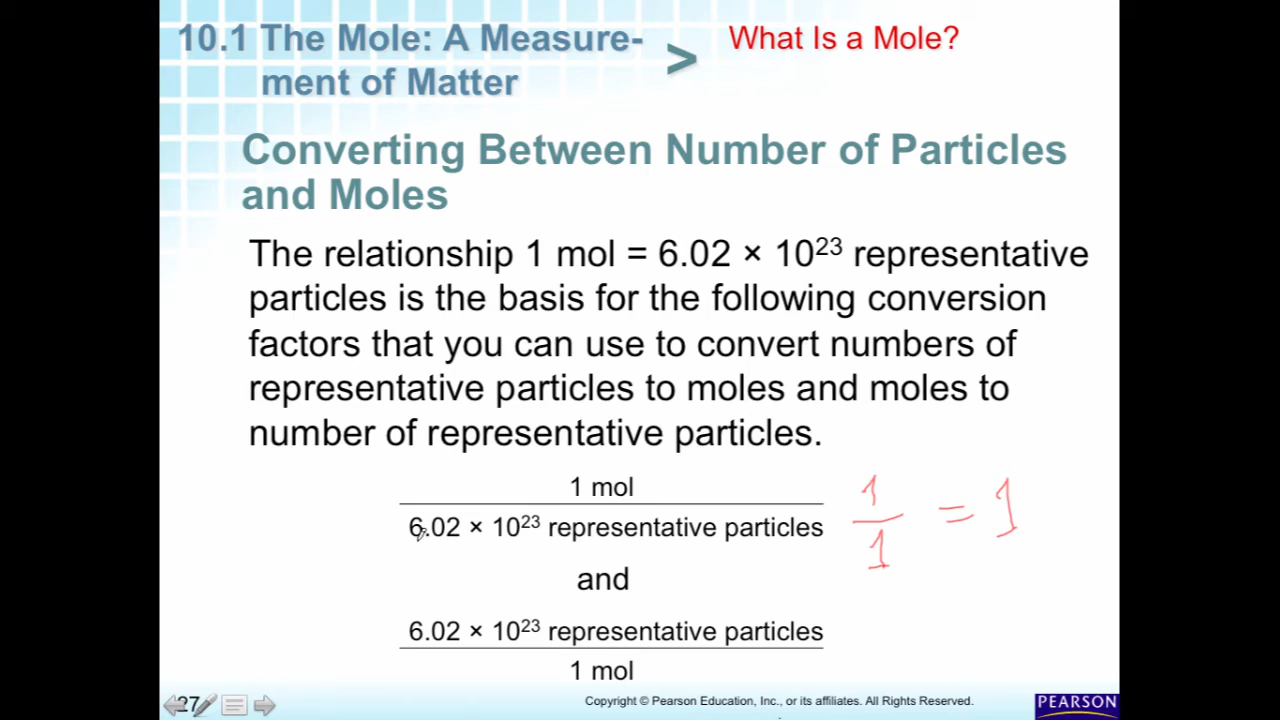 10.1 The Mole: A Measure-
ment of Matter
>
What Is a Mole?
Converting Between Number of Particles
and Moles
The relationship 1 mol = 6.02 × 10²³ representative
particles is the basis for the following conversion
factors that you can use to convert numbers of
representative particles to moles and moles to
number of representative particles.
1 mol
6.02 × 10²³ representative particles
1
1
= 1
and
6.02 × 10²³ representative particles
1 mol
27
Copyright © Pearson Education, Inc., or its affiliates. All Rights Reserved.
PEARSON